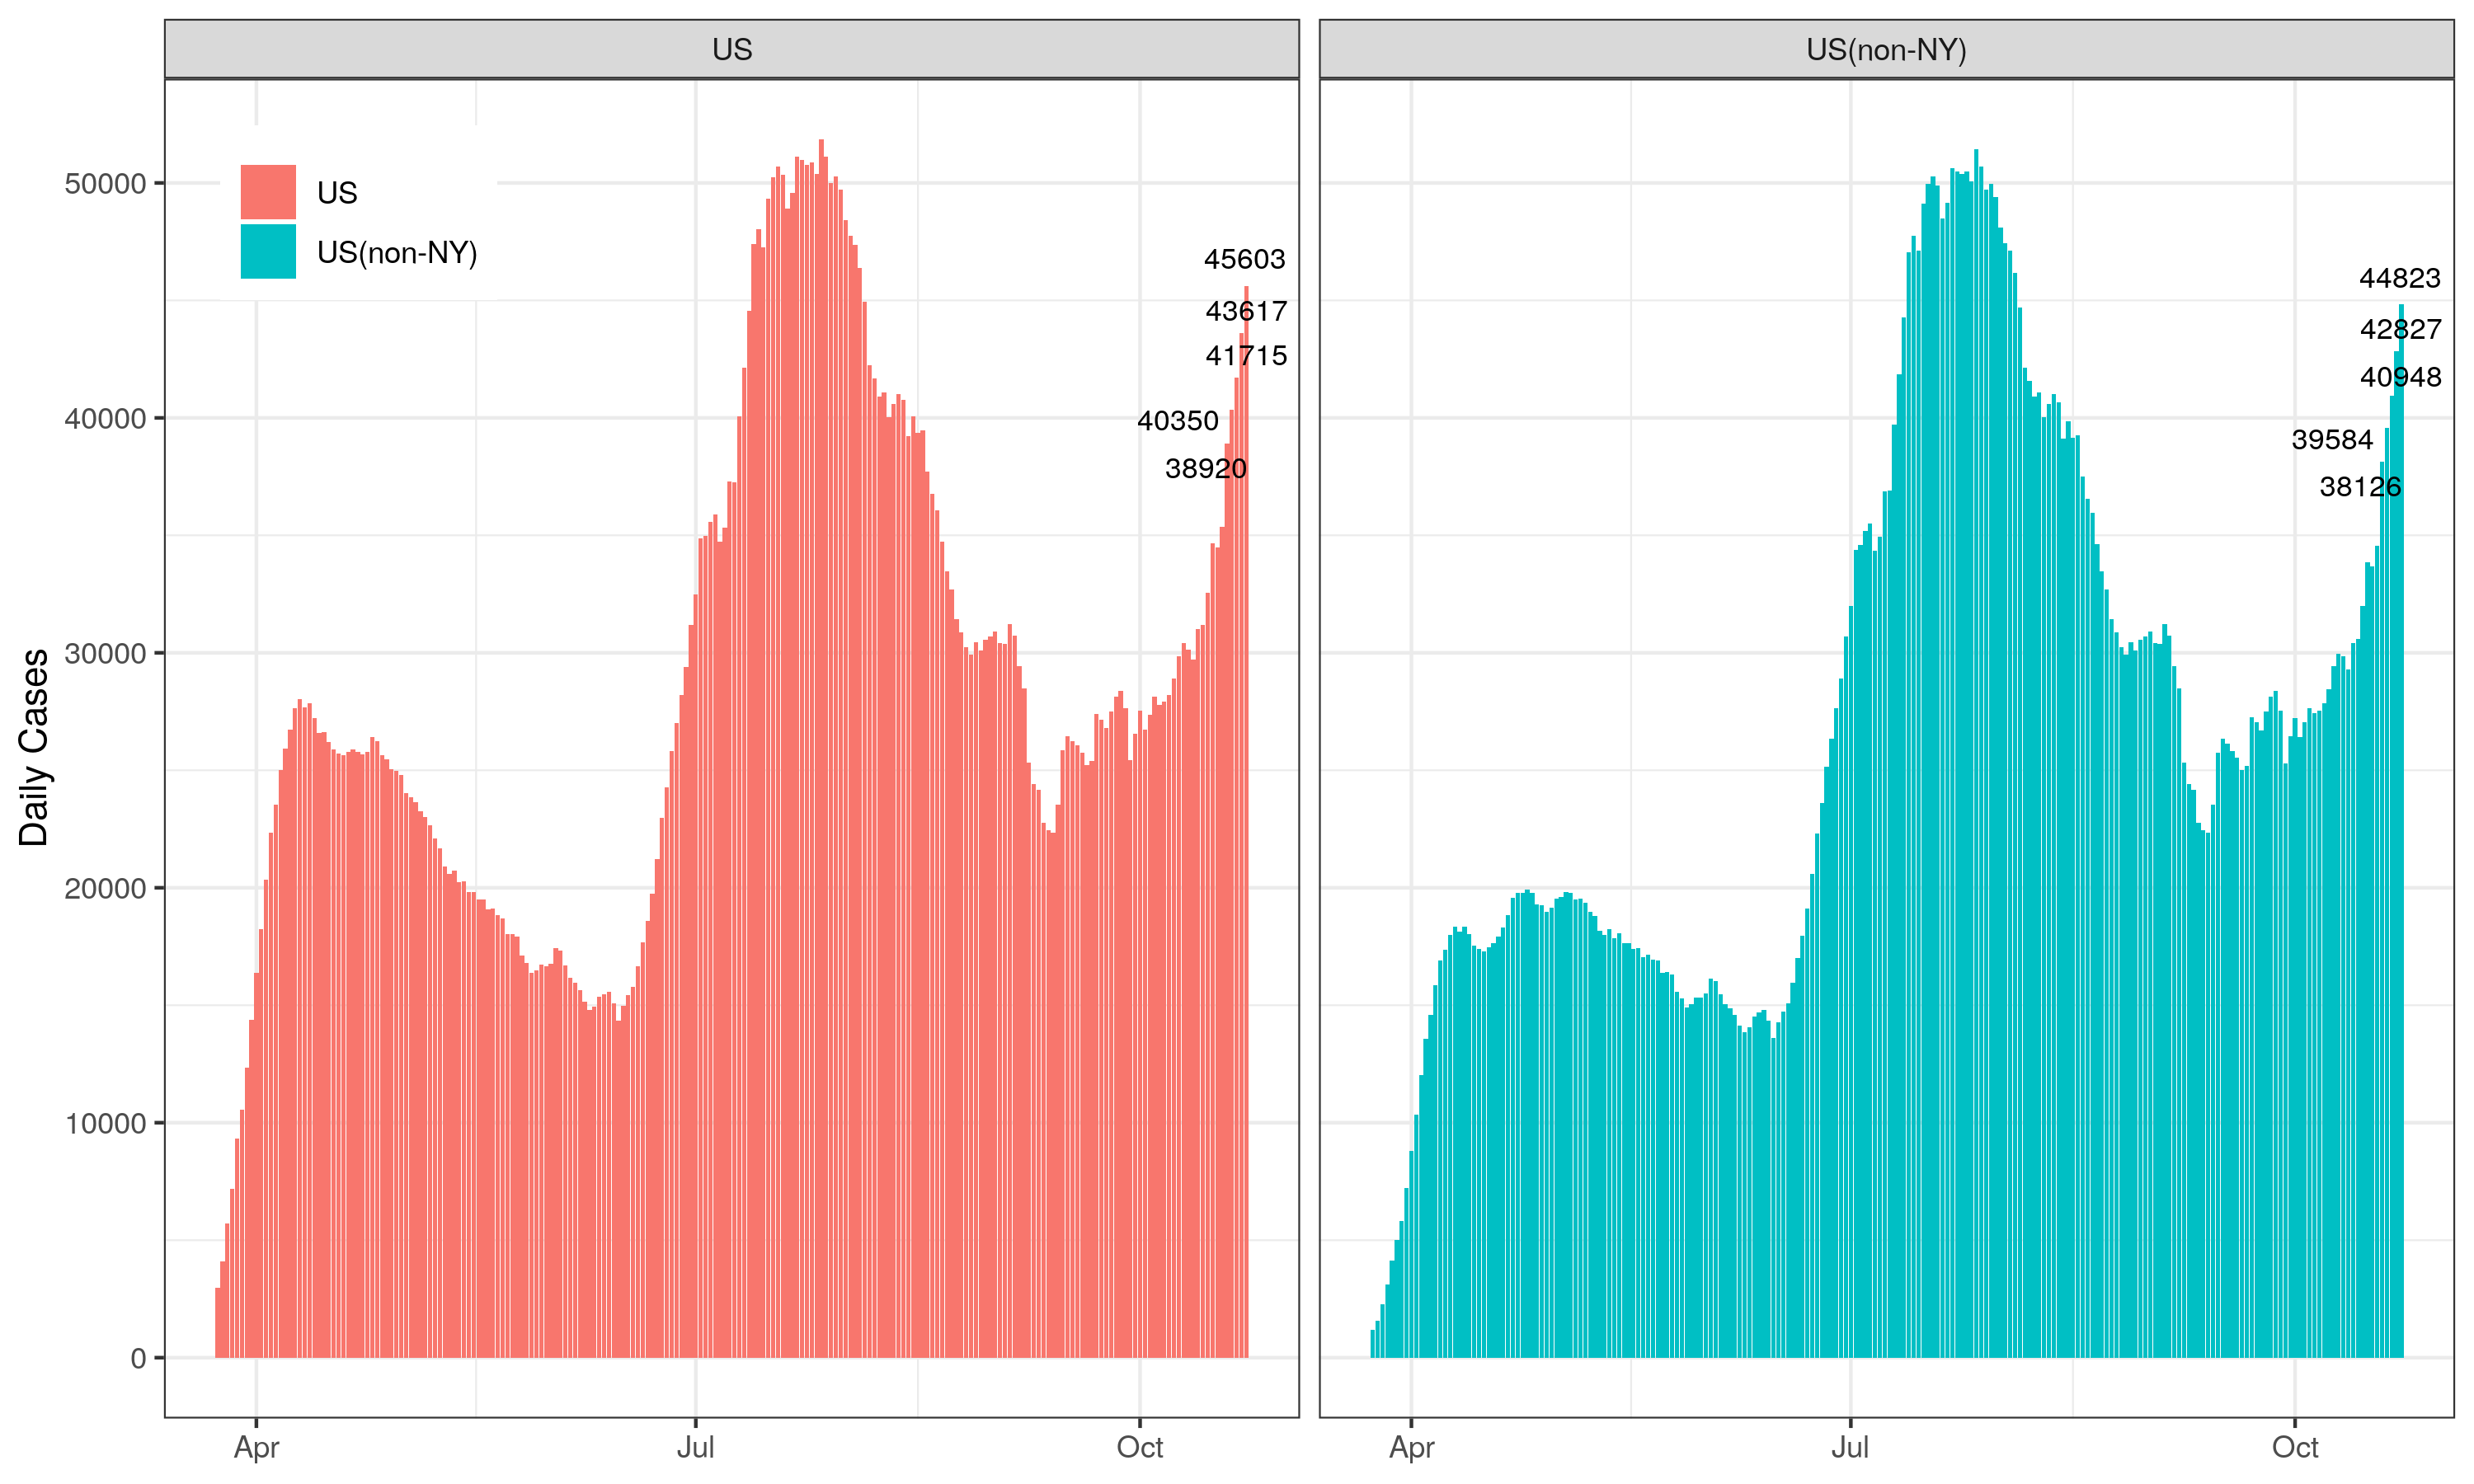 US
US(non-NY)
US
US(non-NY)
50000
40000
30000
20000
10000
0
Daily Cases
45603
43617
41715
40350
38920
44823
42827
40948
39584
38126
Apr
Jul
Oct
Apr
Jul
Oct